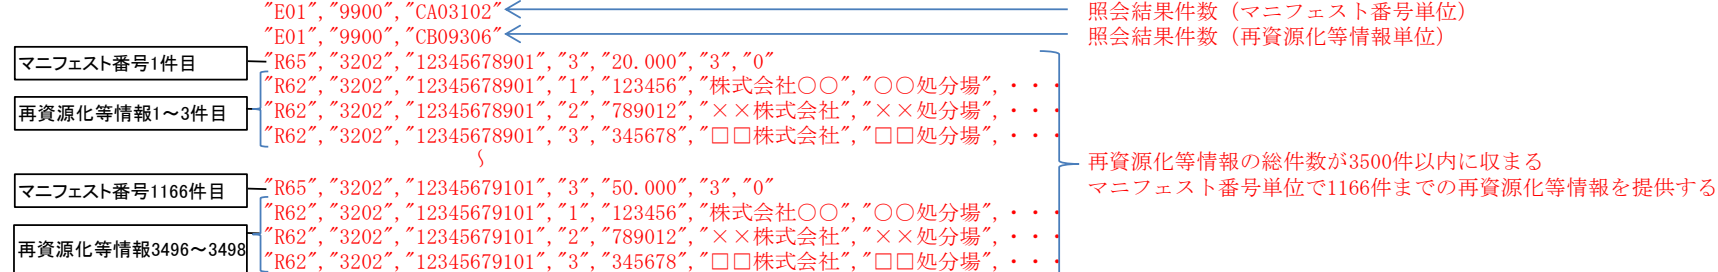 "E01","9900","CA03102" 照会結果件数（マニフェスト番号単位）
"E01","9900","CB09306" 照会結果件数（再資源化等情報単位）
マニフェスト番号1件目 "R65","3202","12345678901","3","20.000","3","0"
"R62","3202","12345678901","1","123456","株式会社○○","○○処分場",・・・
再資源化等情報1～3件目 "R62","3202","12345678901","2","789012","××株式会社","××処分場",・・・
"R62","3202","12345678901","3","345678","□□株式会社","□□処分場",・・・
～
再資源化等情報の総件数が3500件以内に収まる
マニフェスト番号単位で1166件までの再資源化等情報を提供する
マニフェスト番号1166件目 "R65","3202","12345679101","3","50.000","3","0"
"R62","3202","12345679101","1","123456","株式会社○○","○○処分場",・・・
再資源化等情報3496～3498 "R62","3202","12345679101","2","789012","××株式会社","××処分場",・・・
"R62","3202","12345679101","3","345678","□□株式会社","□□処分場",・・・